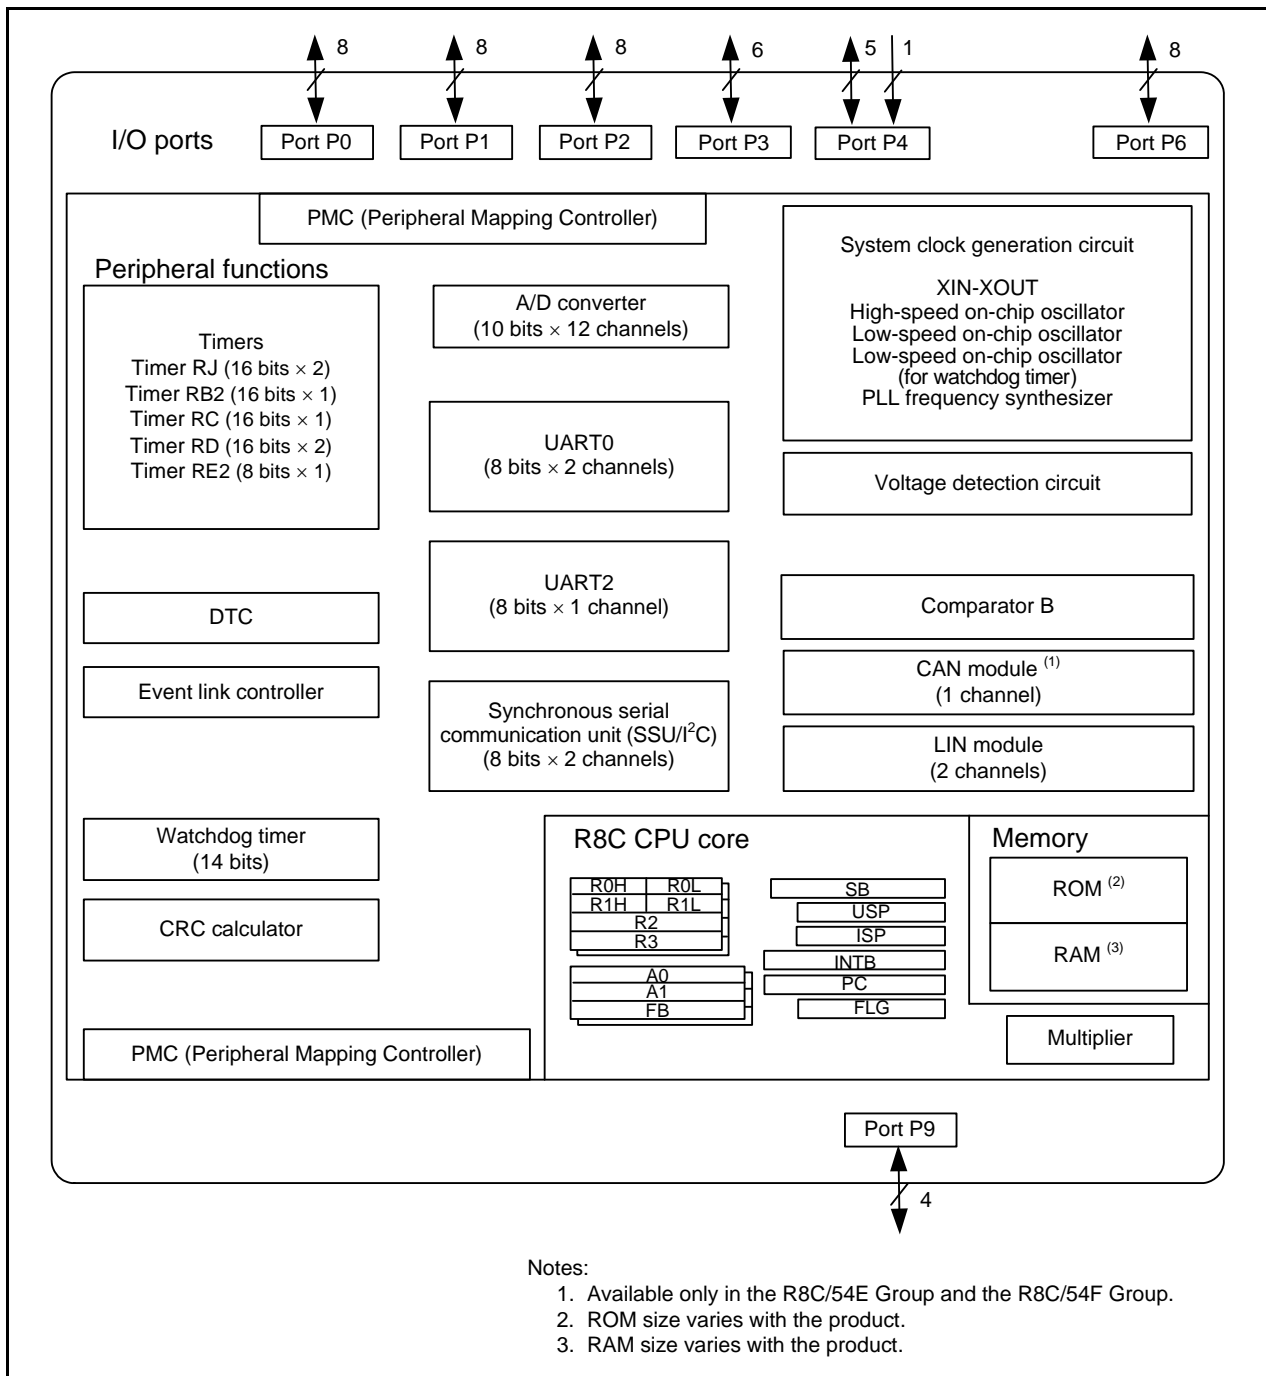 8
8
8
6
5
1
8
I/O ports
Port P0
Port P1
Port P2
Port P3
Port P4
Port P6
PMC (Peripheral Mapping Controller)
Peripheral functions
Timers
Timer RJ (16 bits × 2)
Timer RB2 (16 bits × 1)
Timer RC (16 bits × 1)
Timer RD (16 bits × 2)
Timer RE2 (8 bits × 1)
DTC
Event link controller
Watchdog timer
(14 bits)
CRC calculator
PMC (Peripheral Mapping Controller)
A/D converter
(10 bits × 12 channels)
UART0
(8 bits × 2 channels)
UART2
(8 bits × 1 channel)
Synchronous serial
communication unit (SSU/I²C)
(8 bits × 2 channels)
System clock generation circuit
XIN-XOUT
High-speed on-chip oscillator
Low-speed on-chip oscillator
Low-speed on-chip oscillator
(for watchdog timer)
PLL frequency synthesizer
Voltage detection circuit
Comparator B
CAN module (1)
(1 channel)
LIN module
(2 channels)
R8C CPU core
R0H R0L
R1H R1L
R2
R3
A0
A1
FB
SB
USP
ISP
INTB
PC
FLG
Memory
ROM (2)
RAM (3)
Multiplier
Port P9
4
Notes:
1. Available only in the R8C/54E Group and the R8C/54F Group.
2. ROM size varies with the product.
3. RAM size varies with the product.